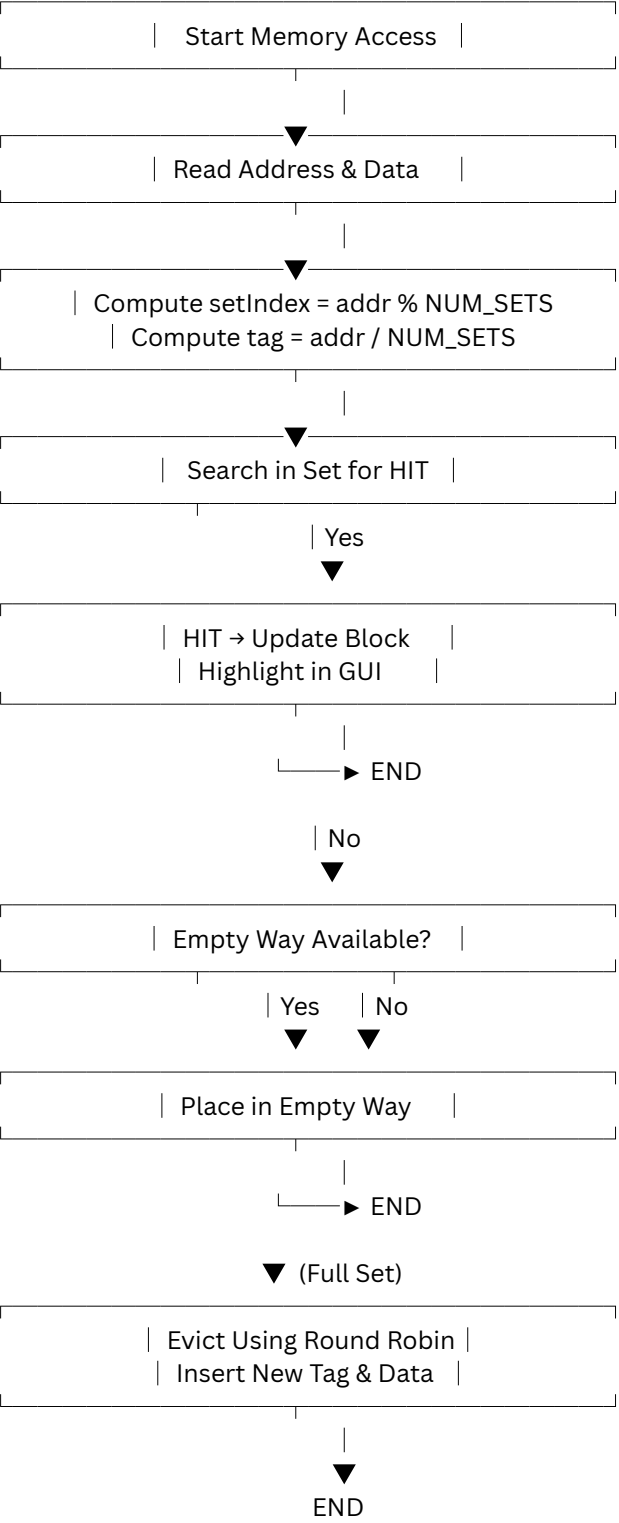 Start Memory Access
Read Address & Data
Compute setIndex = addr % NUM_SETS
Compute tag = addr / NUM_SETS
Search in Set for HIT
Yes
HIT → Update Block
Highlight in GUI
END
No
Empty Way Available?
Yes No
Place in Empty Way
END
(Full Set)
Evict Using Round Robin
Insert New Tag & Data
END